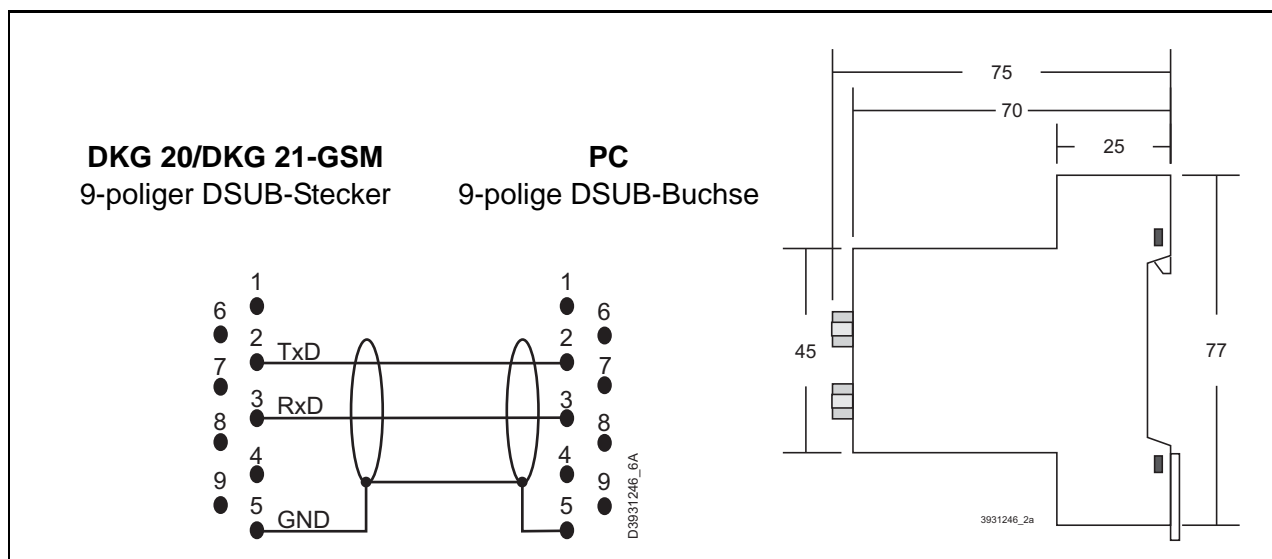 DKG 20/DKG 21-GSM
9-poliger DSUB-Stecker
PC
9-polige DSUB-Buchse
1
6
2
TxD
7
3
RxD
8
4
9
5
GND
1
6
2
7
3
8
4
9
5
D3931246_6A
75
70
25
45
77
3931246_2a